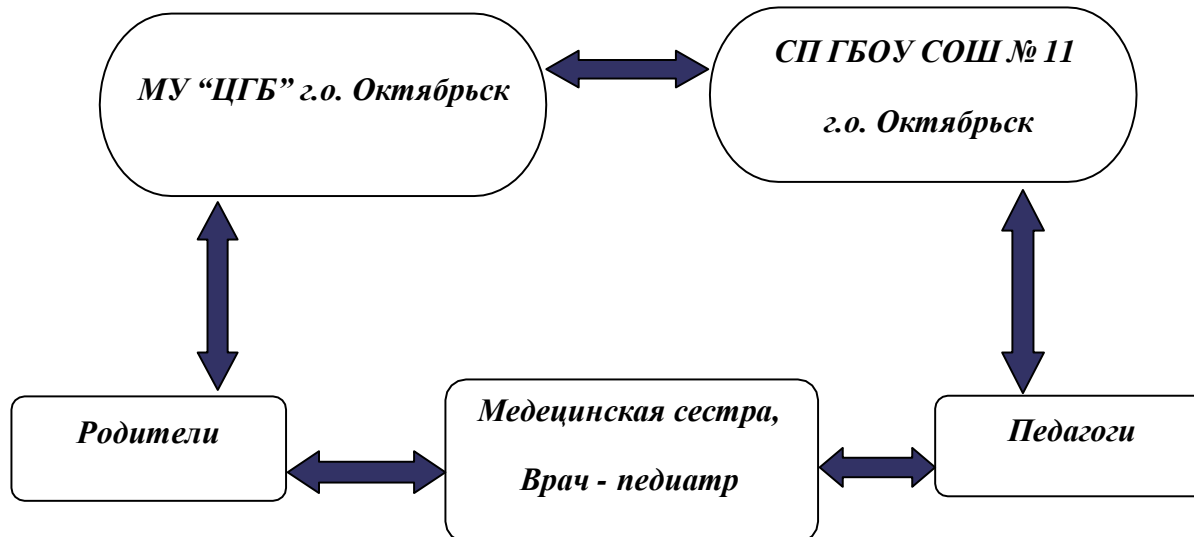 МУ “ЦГБ” г.о. Октябрьск
СП ГБОУ СОШ № 11
г.о. Октябрьск
Родители
Медецинская сестра,
Врач - педиатр
Педагоги